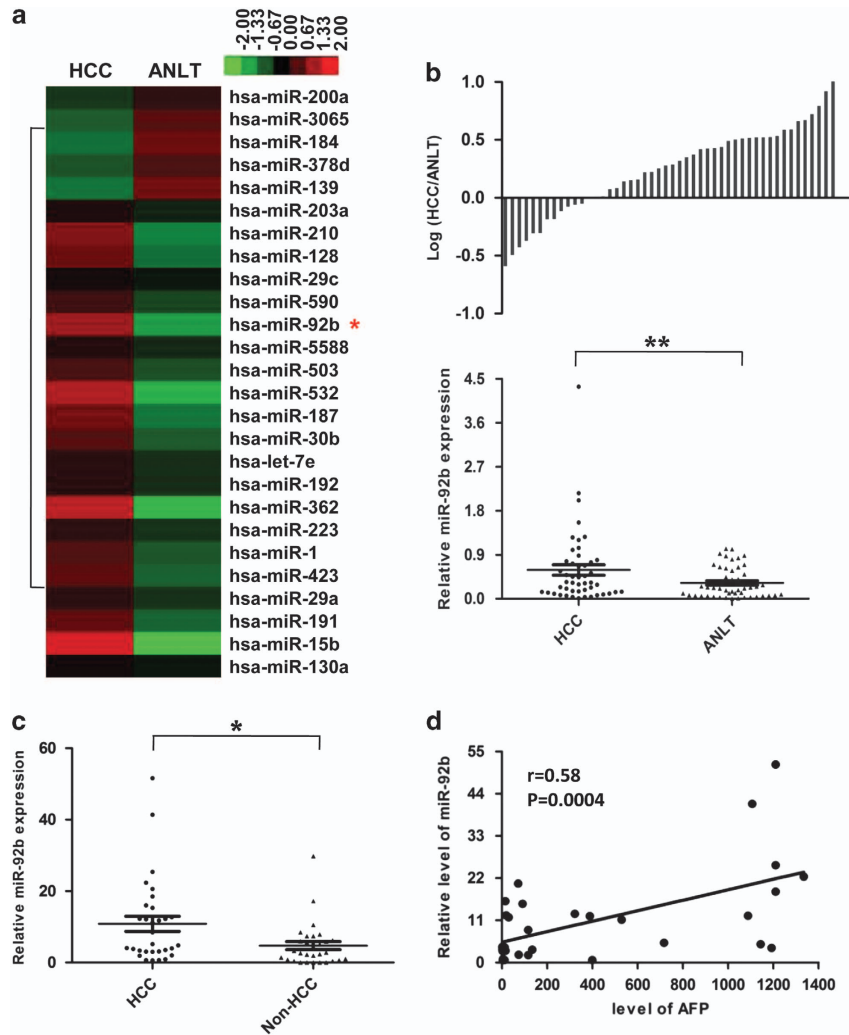 a
-2.00
-1.33
-0.67
0.00
0.67
1.33
2.00
HCC ANLT
hsa-miR-200a
hsa-miR-3065
hsa-miR-184
hsa-miR-378d
hsa-miR-139
hsa-miR-203a
hsa-miR-210
hsa-miR-128
hsa-miR-29c
hsa-miR-590
hsa-miR-92b *
hsa-miR-5588
hsa-miR-503
hsa-miR-532
hsa-miR-187
hsa-miR-30b
hsa-let-7e
hsa-miR-192
hsa-miR-362
hsa-miR-223
hsa-miR-1
hsa-miR-423
hsa-miR-29a
hsa-miR-191
hsa-miR-15b
hsa-miR-130a
b
Log (HCC/ANLT)
1.0
0.5
0.0
-0.5
-1.0
**
Relative miR-92b expression
4.5
3.6
2.7
1.8
0.9
0.0
HCC
ANLT
c
*
Relative miR-92b expression
60
40
20
0
HCC
Non-HCC
d
r=0.58
P=0.0004
Relative level of miR-92b
55
44
33
22
11
0
0 200 400 600 800 1000 1200 1400
level of AFP